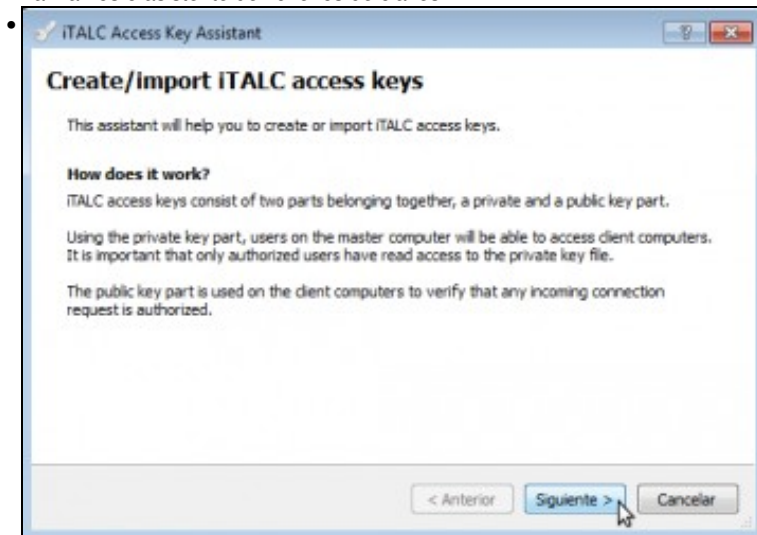 iTALC Access Key Assistant
Create/import iTALC access keys
This assistant will help you to create or import iTALC access keys.
How does it work?
iTALC access keys consist of two parts belonging together, a private and a public key part.
Using the private key part, users on the master computer will be able to access client computers.
It is important that only authorized users have read access to the private key file.
The public key part is used on the client computers to verify that any incoming connection
request is authorized.
< Anterior Siguiente > Cancelar